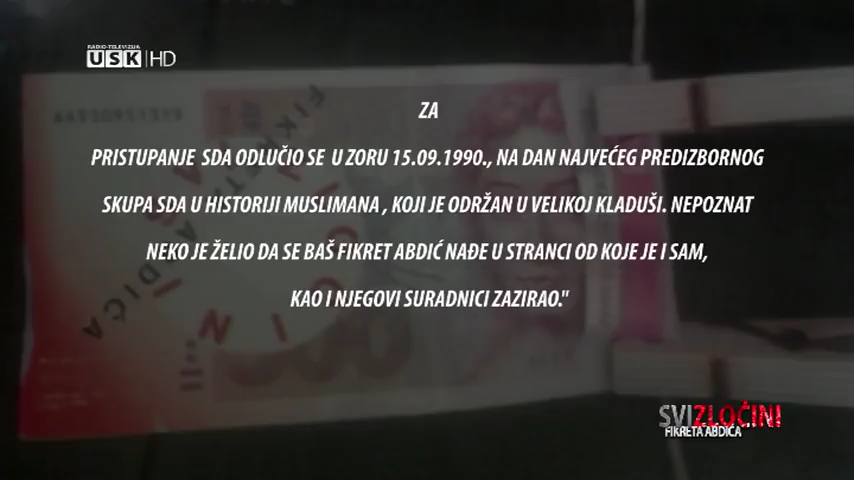 RADIO-TELEVIZIJA
USK HD
ZA
PRISTUPANJE SDA ODLUČIO SE U ZORU 15.09.1990., NA DAN NAJVEĆEG PREDIZBORNOG
SKUPA SDA U HISTORIJI MUSLIMANA , KOJI JE ODRŽAN U VELIKOJ KLADUŠI. NEPOZNAT
NEKO JE ŽELIO DA SE BAŠ FIKRET ABDIĆ NAĐE U STRANCI OD KOJE JE I SAM,
KAO I NJEGOVI SURADNICI ZAZIRAO."
FIKRETA ABDIĆA
SVI ZLOČINI
FIKRETA ABDIĆA